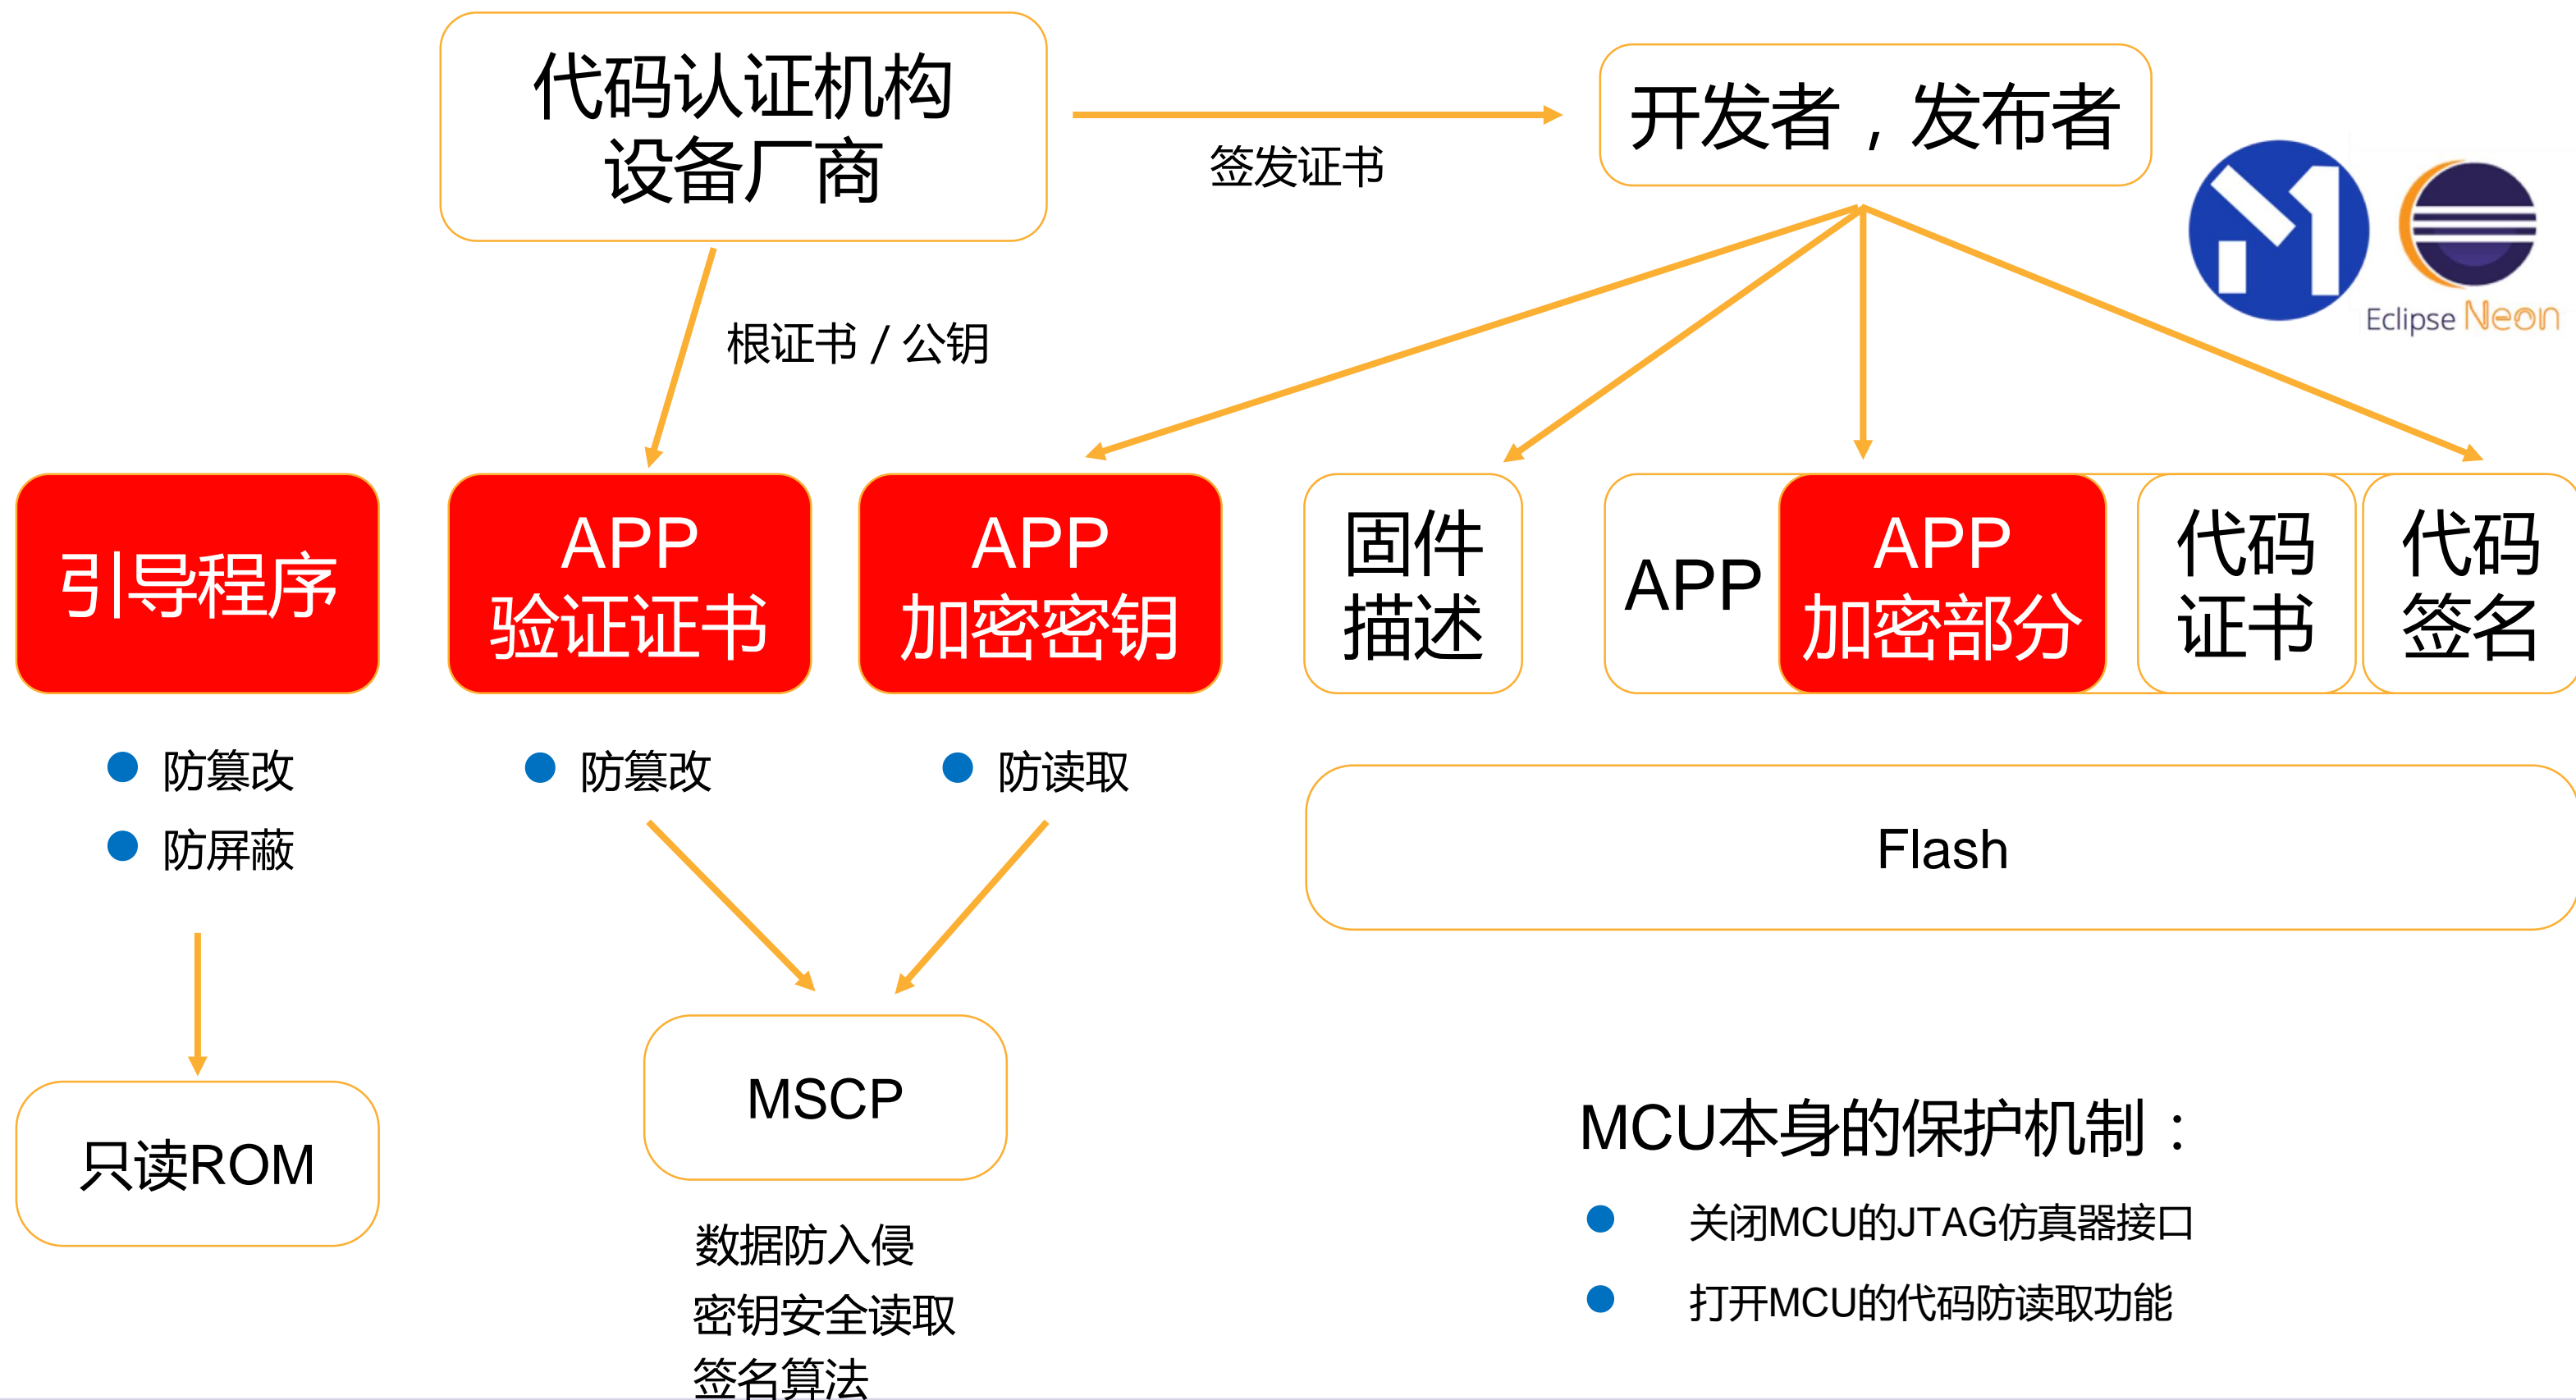 代码认证机构
设备厂商
签发证书
开发者，发布者
Eclipse Neon
根证书 / 公钥
引导程序
APP
验证证书
APP
加密密钥
固件
描述
APP
APP
加密部分
代码
证书
代码
签名
防篡改
防屏蔽
防篡改
防读取
Flash
只读ROM
MSCP
数据防入侵
密钥安全读取
签名算法
MCU本身的保护机制：
关闭MCU的JTAG仿真器接口
打开MCU的代码防读取功能